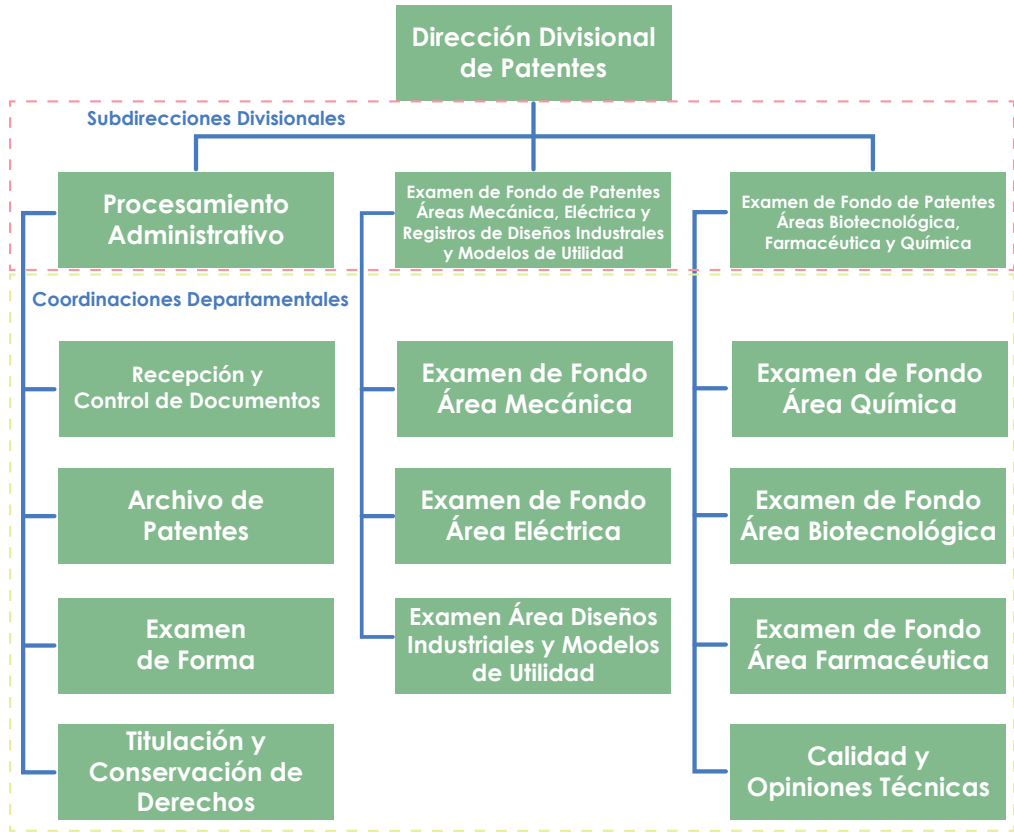 Dirección Divisional
de Patentes
Subdirecciones Divisionales
Procesamiento
Administrativo
Examen de Fondo de Patentes
Áreas Mecánica, Eléctrica y
Registros de Diseños Industrales
y Modelos de Utilidad
Examen de Fondo de Patentes
Áreas Biotecnológica,
Farmacéutica y Química
Coordinaciones Departamentales
Recepción y
Control de Documentos
Archivo de
Patentes
Examen
de Forma
Titulación y
Conservación de
Derechos
Examen de Fondo
Área Mecánica
Examen de Fondo
Área Eléctrica
Examen Área Diseños
Industriales y Modelos
de Utilidad
Examen de Fondo
Área Química
Examen de Fondo
Área Biotecnológica
Examen de Fondo
Área Farmacéutica
Calidad y
Opiniones Técnicas